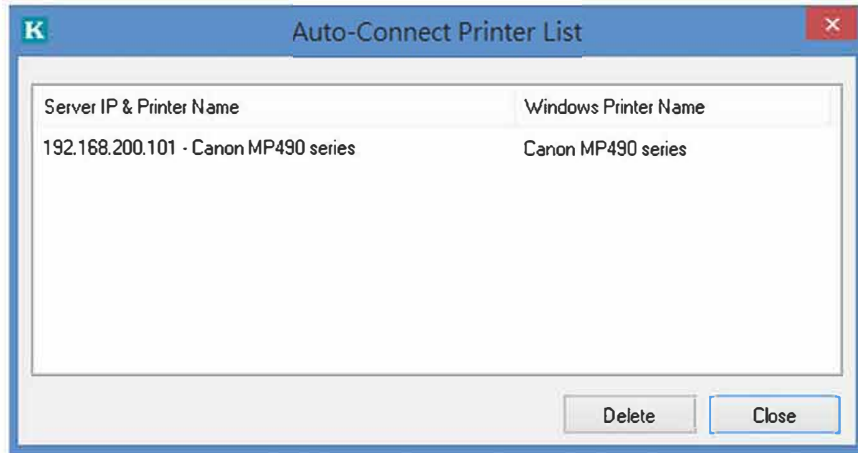 K Auto-Connect Printer List
Server IP & Printer Name Windows Printer Name
192.168.200.101 - Canon MP490 series Canon MP490 series
Delete Close